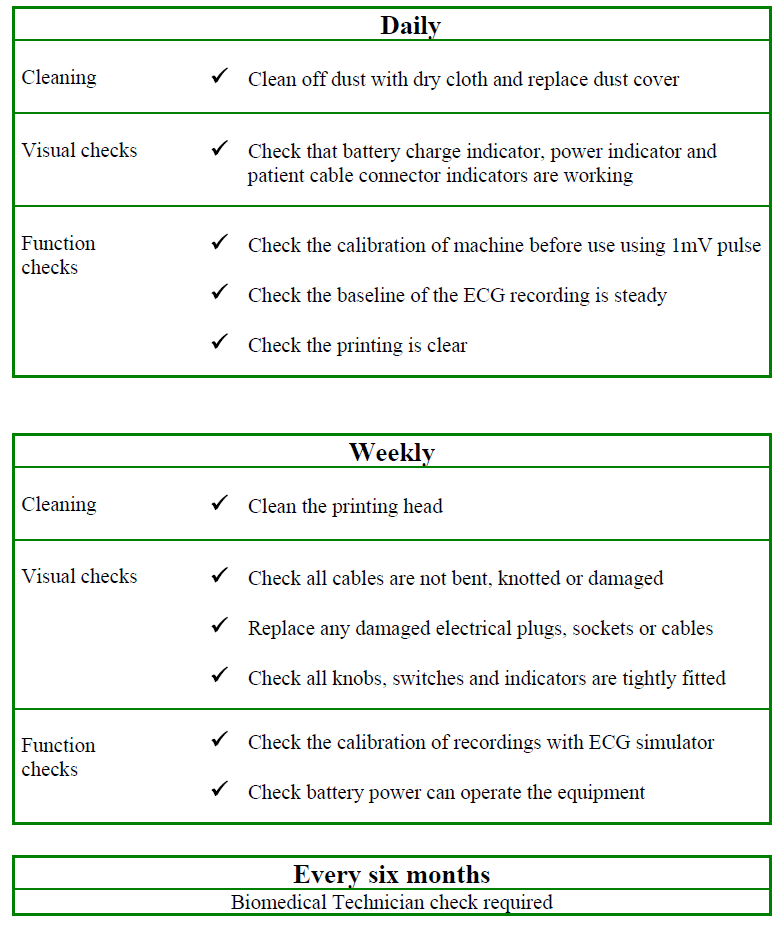 Daily
Cleaning
✓ Clean off dust with dry cloth and replace dust cover
Visual checks
✓ Check that battery charge indicator, power indicator and
patient cable connector indicators are working
Function
checks
✓ Check the calibration of machine before use using 1mV pulse
✓ Check the baseline of the ECG recording is steady
✓ Check the printing is clear
Weekly
Cleaning
✓ Clean the printing head
Visual checks
✓ Check all cables are not bent, knotted or damaged
✓ Replace any damaged electrical plugs, sockets or cables
✓ Check all knobs, switches and indicators are tightly fitted
Function
checks
✓ Check the calibration of recordings with ECG simulator
✓ Check battery power can operate the equipment
Every six months
Biomedical Technician check required